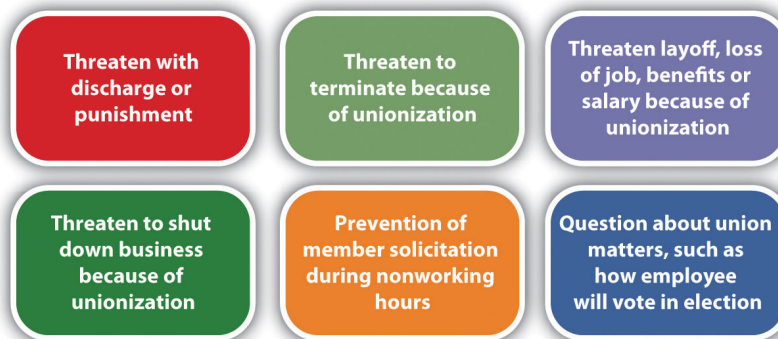 Threaten with
discharge or
punishment
Threaten to
terminate because
of unionization
Threaten layoff, loss
of job, benefits or
salary because of
unionization
Threaten to shut
down business
because of
unionization
Prevention of
member solicitation
during nonworking
hours
Question about union
matters, such as
how employee
will vote in election